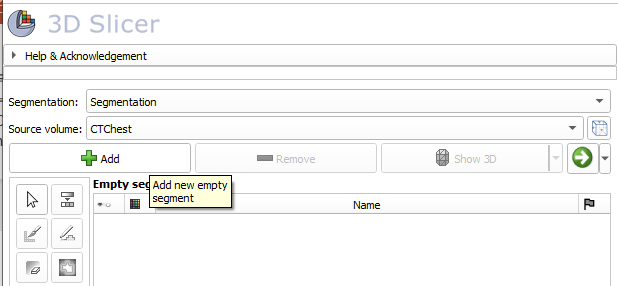 3D Slicer
Help & Acknowledgement
Segmentation: Segmentation
Source volume: CTChest
Add Remove Show 3D
Empty seg
Add new empty
segment
Name